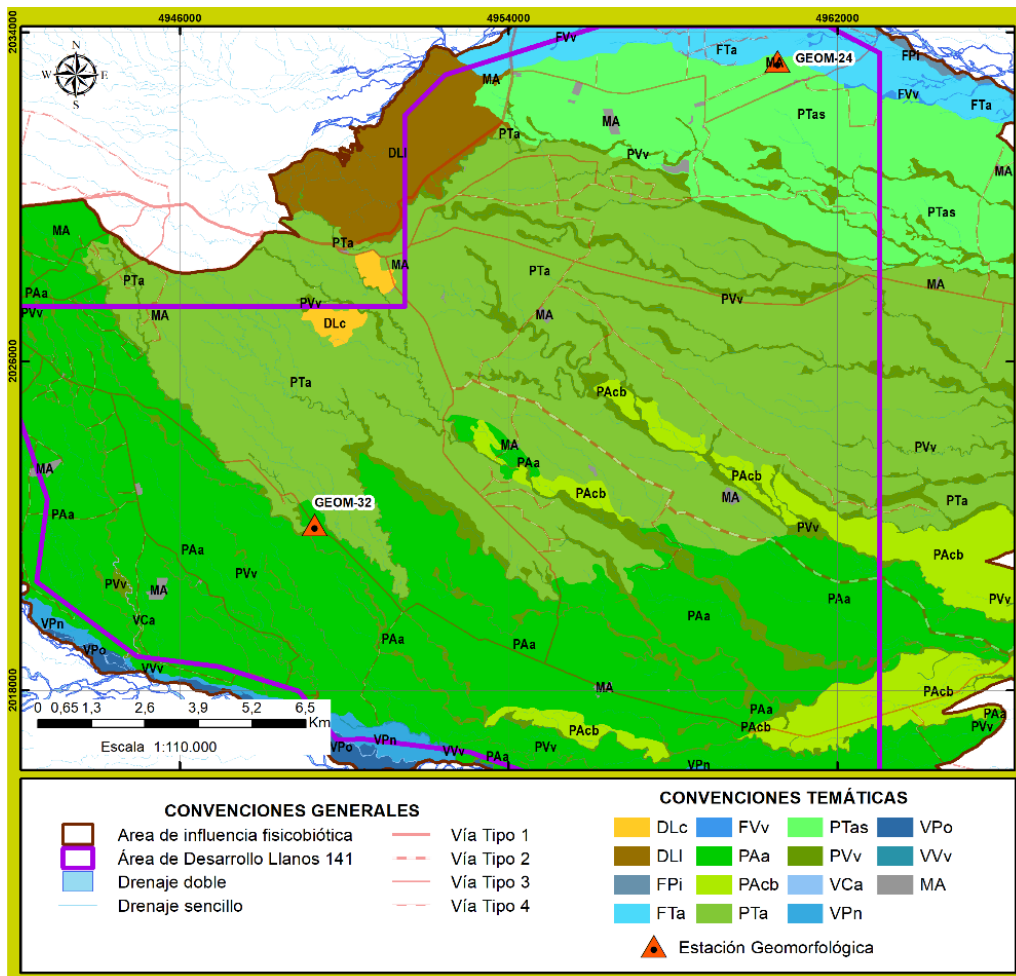 4946000 4954000 4962000
2034000
N
W E
S
FVv
FTa
MA
GEOM-24
FPi
MA
FVv
FTa
DLl
PTa
MA
PTas
PVv
MA
MA
PTas
PTa
MA
PTa
MA
PAa
PVv
PTa
MA
PVv
DLc
PTa
MA
PVv
MA
2026000
PTa
PAcb
MA
PAa
PAcb
PAcb
MA
PVv
PVv
PTa
MA
PAa
GEOM-32
PAa
PVv
PVv
MA
VCa
VPn
VPo
VVv
PAa
PAa
PAa
PAa
PAcb
PVv
2018000
MA
PAcb
PAa
PAcb
PAa
PVv
PAcb
PVv
VPo
VPn
VVv
PAa
VPn
0 0,65 1,3 2,6 3,9 5,2 6,5
Km
Escala 1:110.000
CONVENCIONES GENERALES
Area de influencia fisicobiótica
Área de Desarrollo Llanos 141
Drenaje doble
Drenaje sencillo
Vía Tipo 1
Vía Tipo 2
Vía Tipo 3
Vía Tipo 4
CONVENCIONES TEMÁTICAS
DLc FVv PTas VPo
DLl PAa PVv VVv
FPi PAcb VCa MA
FTa PTa VPn
Estación Geomorfológica